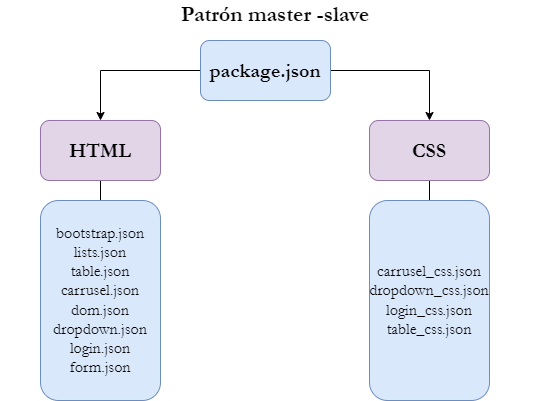 Patrón master -slave
package.json
HTML
CSS
bootstrap.json
lists.json
table.json
carrusel.json
dom.json
dropdown.json
login.json
form.json
carrusel_css.json
dropdown_css.json
login_css.json
table_css.json